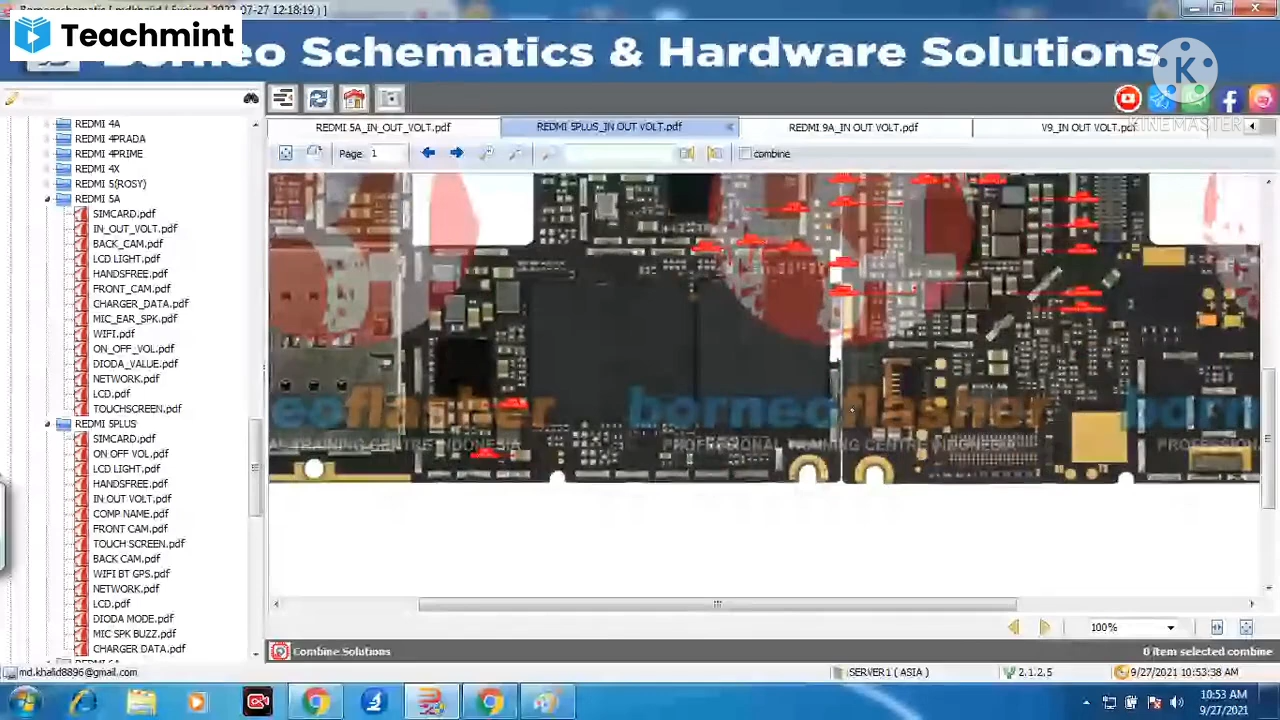 12:18:19 ) ]
Teachmint
Schematics & Hardware Solutions
KINEMASTER
REDMI 5A_IN_OUT_VOLT.pdf
REDMI 5PLUS_IN OUT VOLT.pdf
REDMI 9A_IN OUT VOLT.pdf
V9_IN OUT VOLT.pdf
Page
1
combine
REDMI 4A
REDMI 4PRADA
REDMI 4PRIME
REDMI 4X
REDMI 5(ROSY)
REDMI 5A
SIMCARD.pdf
IN_OUT_VOLT.pdf
BACK_CAM.pdf
LCD LIGHT.pdf
HANDSFREE.pdf
FRONT_CAM.pdf
CHARGER_DATA.pdf
MIC_EAR_SPK.pdf
WIFI.pdf
ON_OFF_VOL.pdf
DIODA_VALUE.pdf
NETWORK.pdf
LCD.pdf
TOUCHSCREEN.pdf
REDMI 5PLUS
SIMCARD.pdf
ON OFF VOL.pdf
LCD LIGHT.pdf
HANDSFREE.pdf
IN OUT VOLT.pdf
COMP NAME.pdf
FRONT CAM.pdf
TOUCH SCREEN.pdf
BACK CAM.pdf
WIFI BT GPS.pdf
NETWORK.pdf
LCD.pdf
DIODA MODE.pdf
MIC SPK BUZZ.pdf
CHARGER DATA.pdf
borneoflasher
AL TRAINING CENTRE INDONESIA
PROFESSIONAL TRAINING CENTRE INDONESIA
100%
Combine Solutions
0 item selected combine
md.khalid8896@gmail.com
SERVER1 ( ASIA )
2.1.2.5
9/27/2021 10:53:38 AM
10:53 AM
9/27/2021